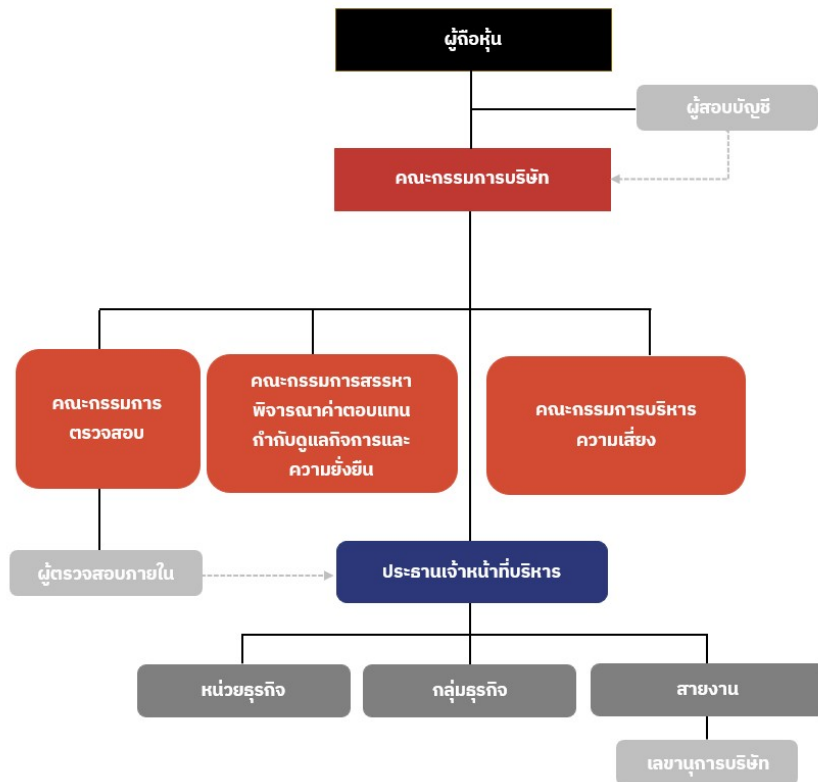 ผู้ถือหุ้น
ผู้สอบบัญชี
คณะกรรมการบริษัท
คณะกรรมการ
ตรวจสอบ
คณะกรรมการสรรหา
พิจารณาค่าตอบแทน
กำกับดูแลกิจการและ
ความยั่งยืน
คณะกรรมการบริหาร
ความเสี่ยง
ผู้ตรวจสอบภายใน
ประธานเจ้าหน้าที่บริหาร
หน่วยธุรกิจ
กลุ่มธุรกิจ
สายงาน
เลขานุการบริษัท